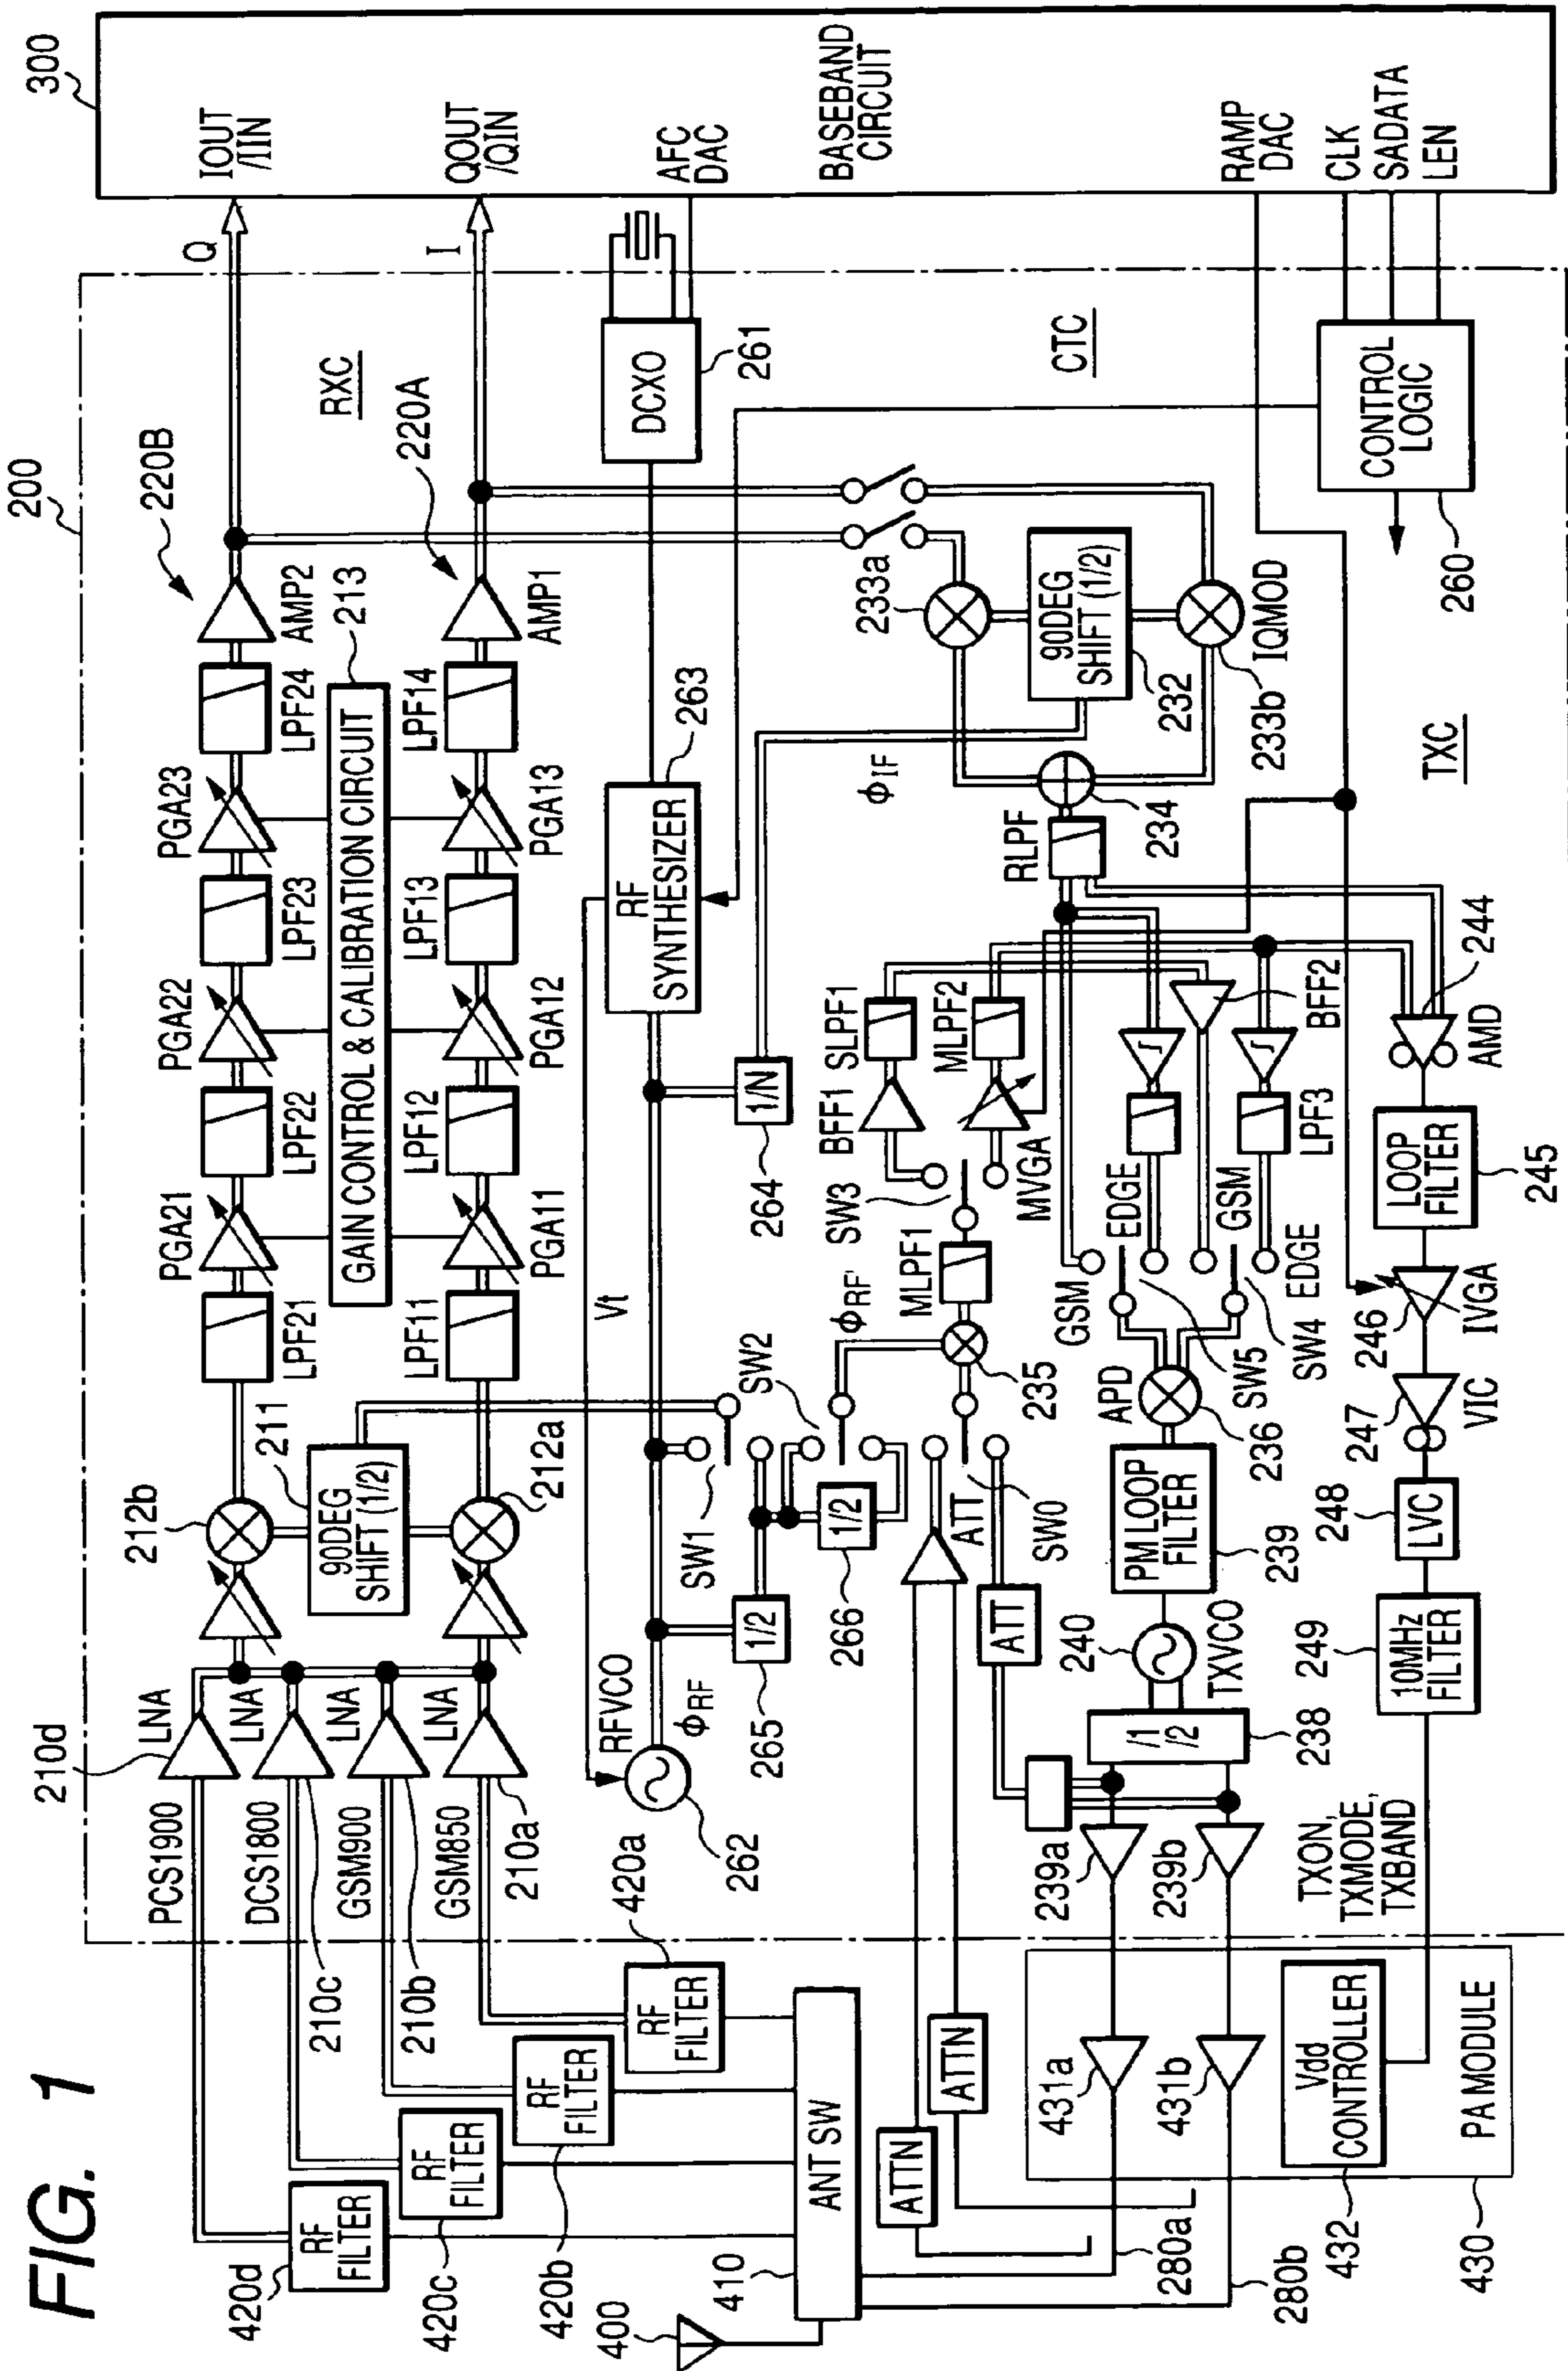 FIG. 1
200
300
210d
LNA
PCS1900
212b
211
PGA21
PGA22
PGA23
220B
Q
IOUT
/IIN
LNA
DCS1800
90DEG
SHIFT (1/2)
LPF21
LPF22
LPF23
LPF24
AMP2
213
GAIN CONTROL & CALIBRATION CIRCUIT
RXC
LNA
GSM900
LNA
GSM850
LPF11
LPF12
LPF13
LPF14
220A
I
QOUT
/QIN
210c
210b
210a
212a
PGA11
PGA12
PGA13
AMP1
420d
RF
FILTER
420c
RF
FILTER
420b
RF
FILTER
420a
RF
FILTER
RFVCO
ΦRF
262
Vt
RF
SYNTHESIZER
263
DCXO
261
AFC
DAC
400
410
ANT SW
SW1
SW2
1/2
265
1/2
266
1/N
264
BASEBAND
CIRCUIT
ATTN
ATTN
ATT
SW0
ATT
ΦRF'
235
MLPF1
SW3
BFF1
SLPF1
MVGA
MLPF2
ΦIF
RLPF
234
233a
90DEG
SHIFT (1/2)
232
233b
IQMOD
CTC
TXC
280a
280b
431a
431b
239a
239b
/1
/2
238
240
TXVCO
PM LOOP
FILTER
239
APD
236
GSM
EDGE
SW5
GSM
EDGE
SW4
LPF3
BFF2
RAMP
DAC
CLK
SADATA
LEN
CONTROL
LOGIC
260
432
Vdd
CONTROLLER
430
PA MODULE
TXON,
TXMODE,
TXBAND
249
10MHz
FILTER
248
LVC
247
VIC
246
IVGA
LOOP
FILTER
245
AMD
244